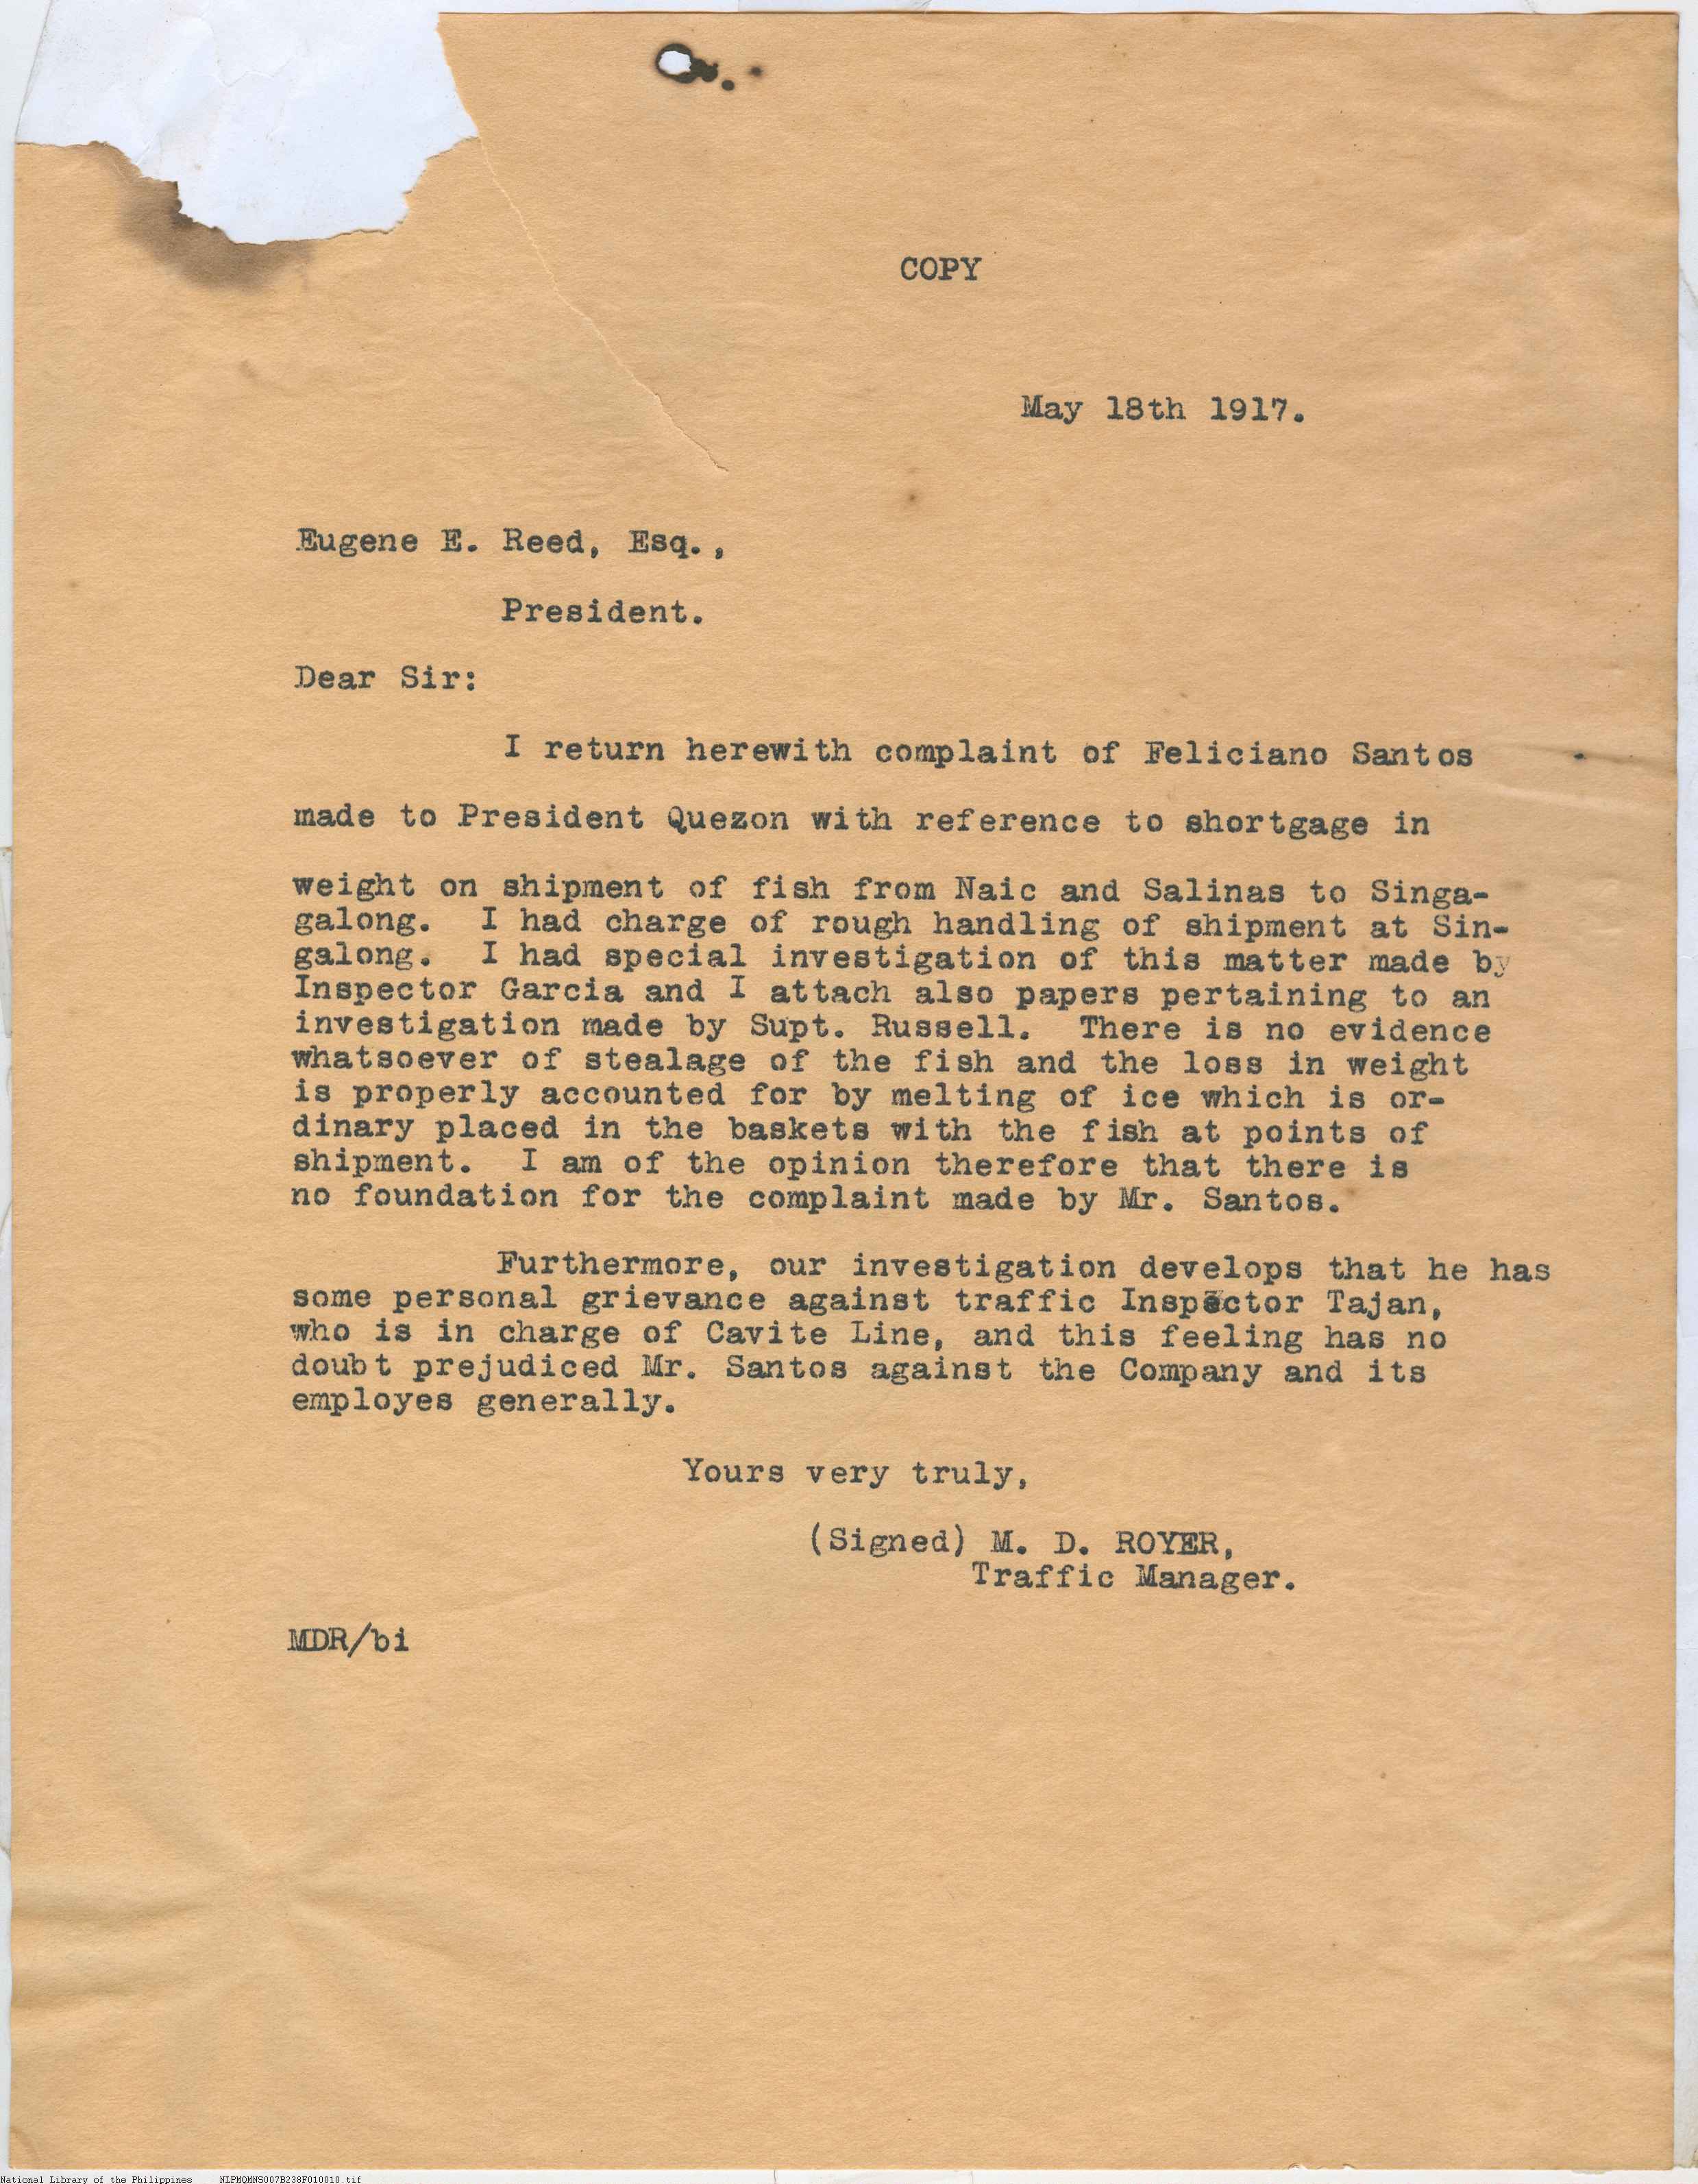 COPY
May 18th 1917.
Eugene E. Reed, Esq.,
President.
Dear Sir:
I return herewith complaint of Feliciano Santos
made to President Quezon with reference to shortgage in
weight on shipment of fish from Naic and Salinas to Singa-
galong.  I had charge of rough handling of shipment at Sin-
galong.  I had special investigation of this matter made by
Inspector Garcia and I attach also papers pertaining to an
investigation made by Supt. Russell.  There is no evidence
whatsoever of stealage of the fish and the loss in weight
is properly accounted for by melting of ice which is or-
dinary placed in the baskets with the fish at points of
shipment.  I am of the opinion therefore that there is
no foundation for the complaint made by Mr. Santos.
Furthermore, our investigation develops that he has
some personal grievance against traffic Inspector Tajan,
who is in charge of Cavite Line, and this feeling has no
doubt prejudiced Mr. Santos against the Company and its
employes generally.
Yours very truly,
(Signed) M. D. ROYER,
Traffic Manager.
MDR/bi
National Library of the Philippines NLPMQMNS007B238F010010.tif